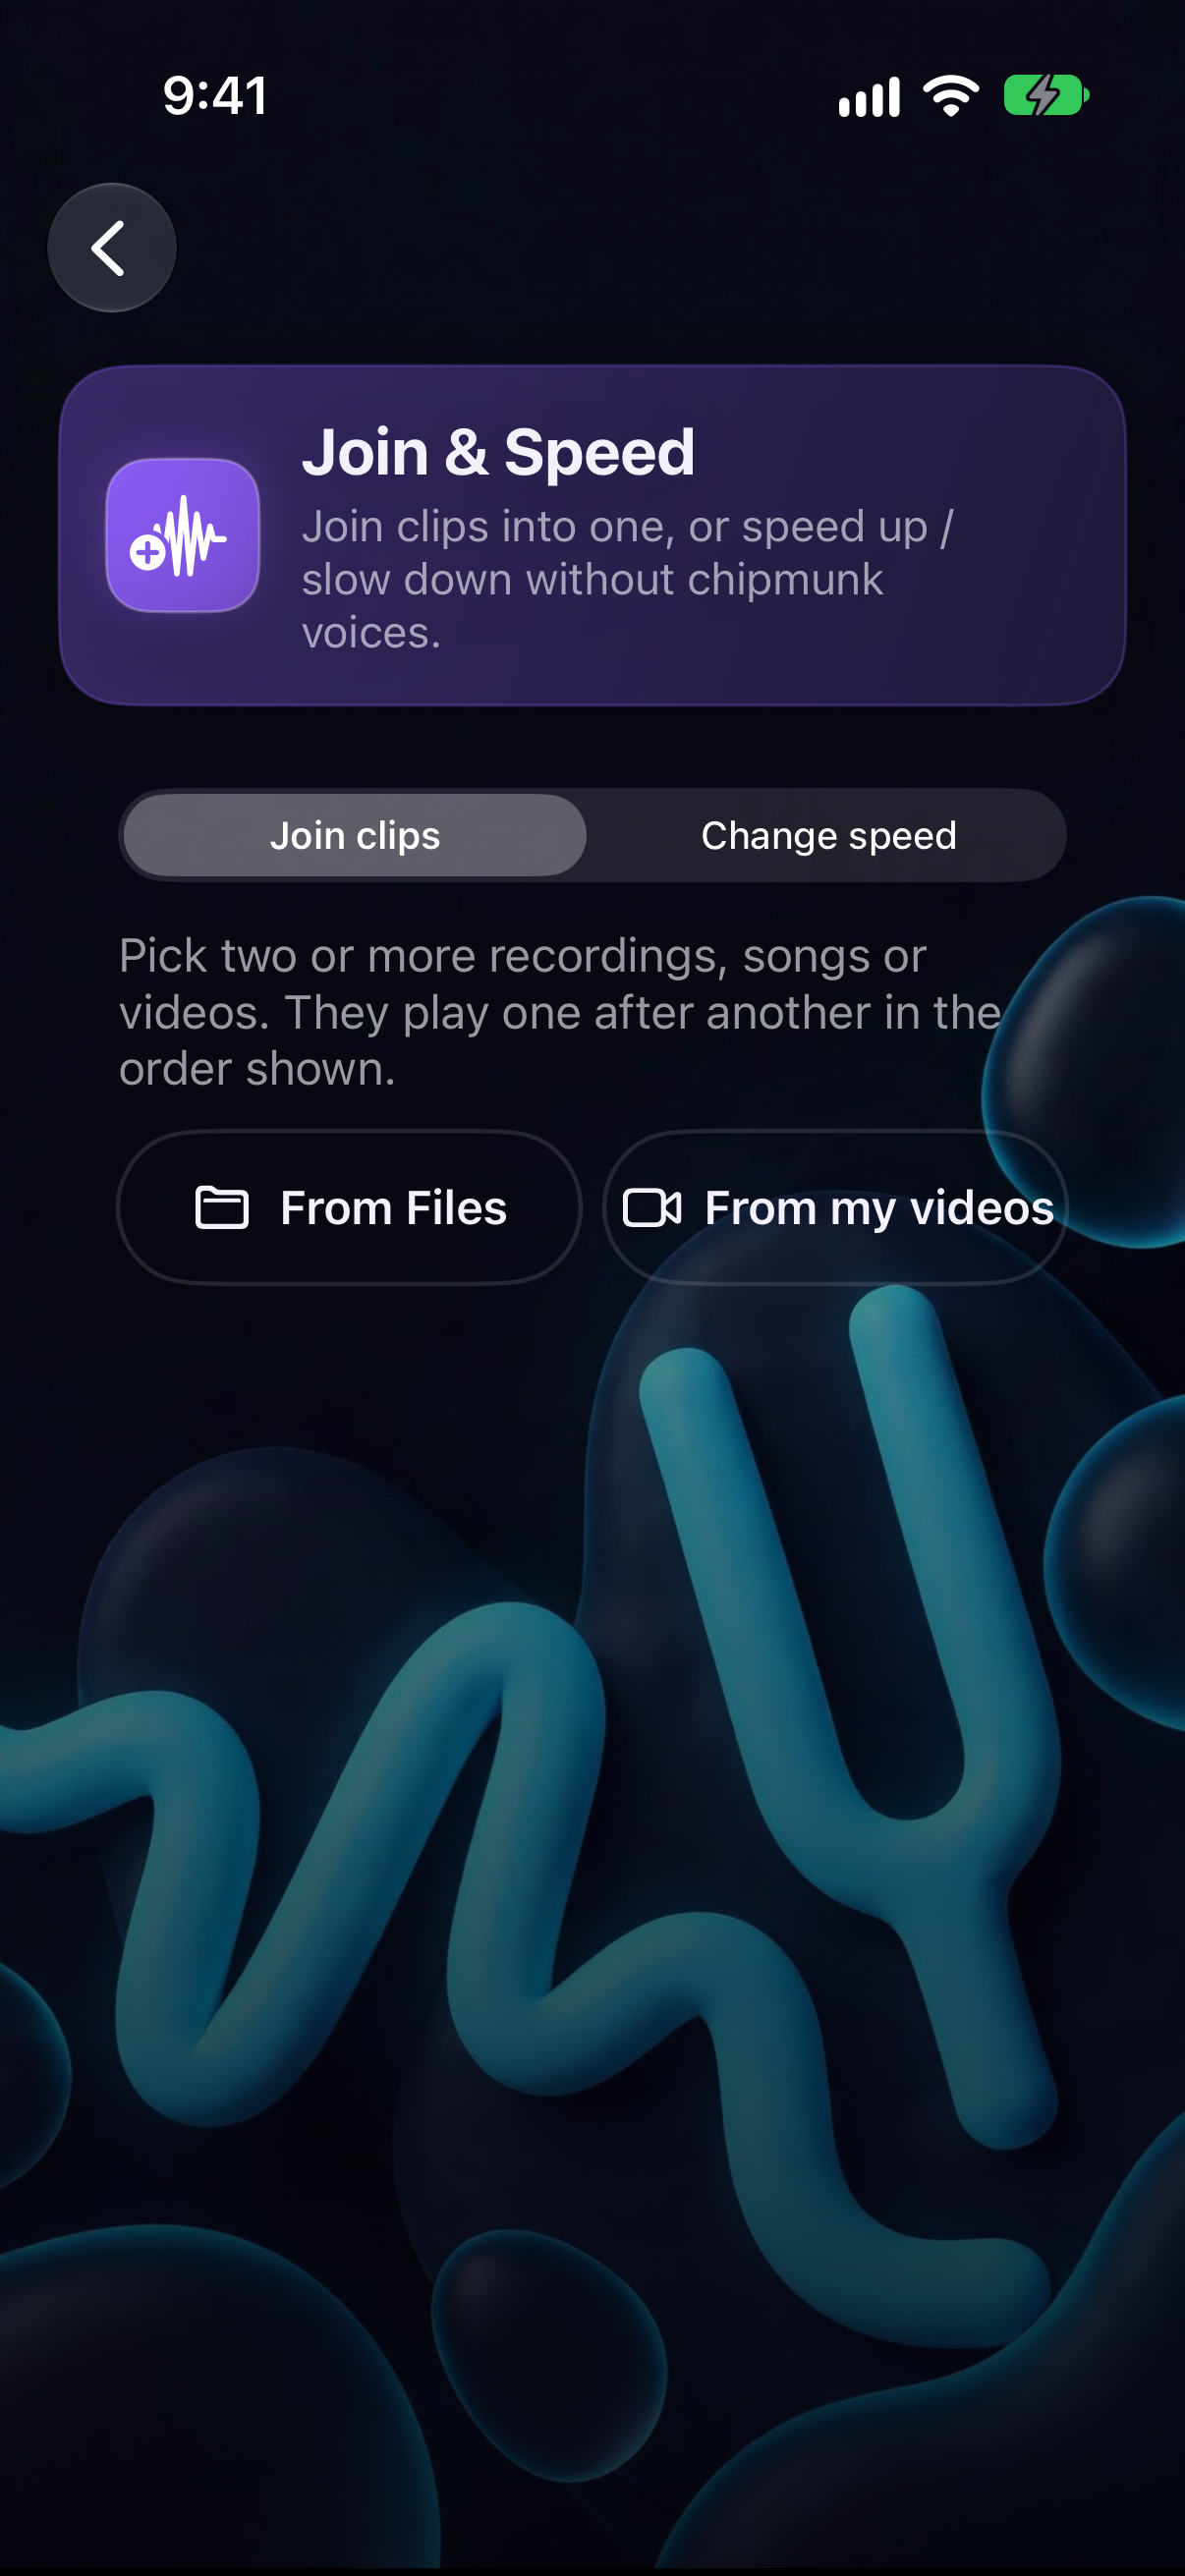 9:41
Join & Speed
Join clips into one, or speed up /
slow down without chipmunk
voices.
Join clips
Change speed
Pick two or more recordings, songs or
videos. They play one after another in the
order shown.
From Files
From my videos